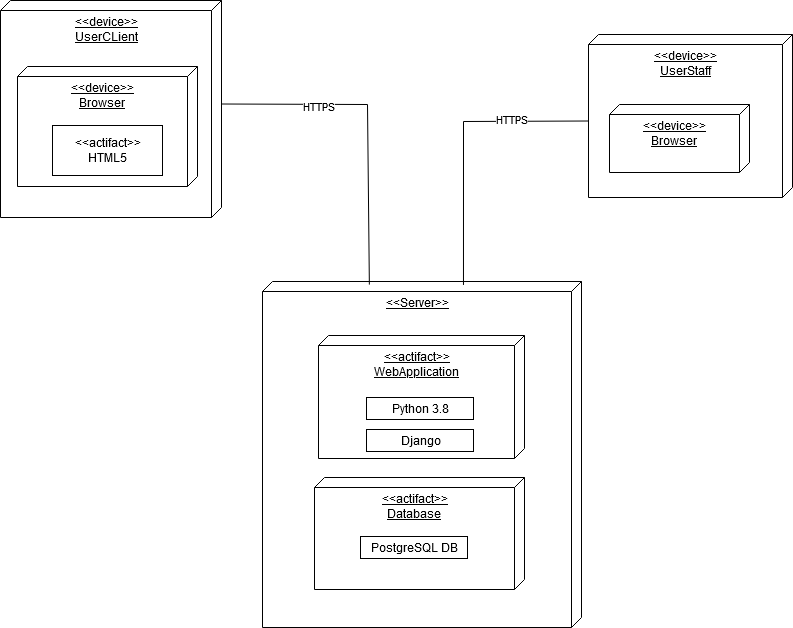 <<device>>
UserCLient
<<device>>
Browser
<<actifact>>
HTML5
HTTPS
HTTPS
<<device>>
UserStaff
<<device>>
Browser
<<Server>>
<<actifact>>
WebApplication
Python 3.8
Django
<<actifact>>
Database
PostgreSQL DB